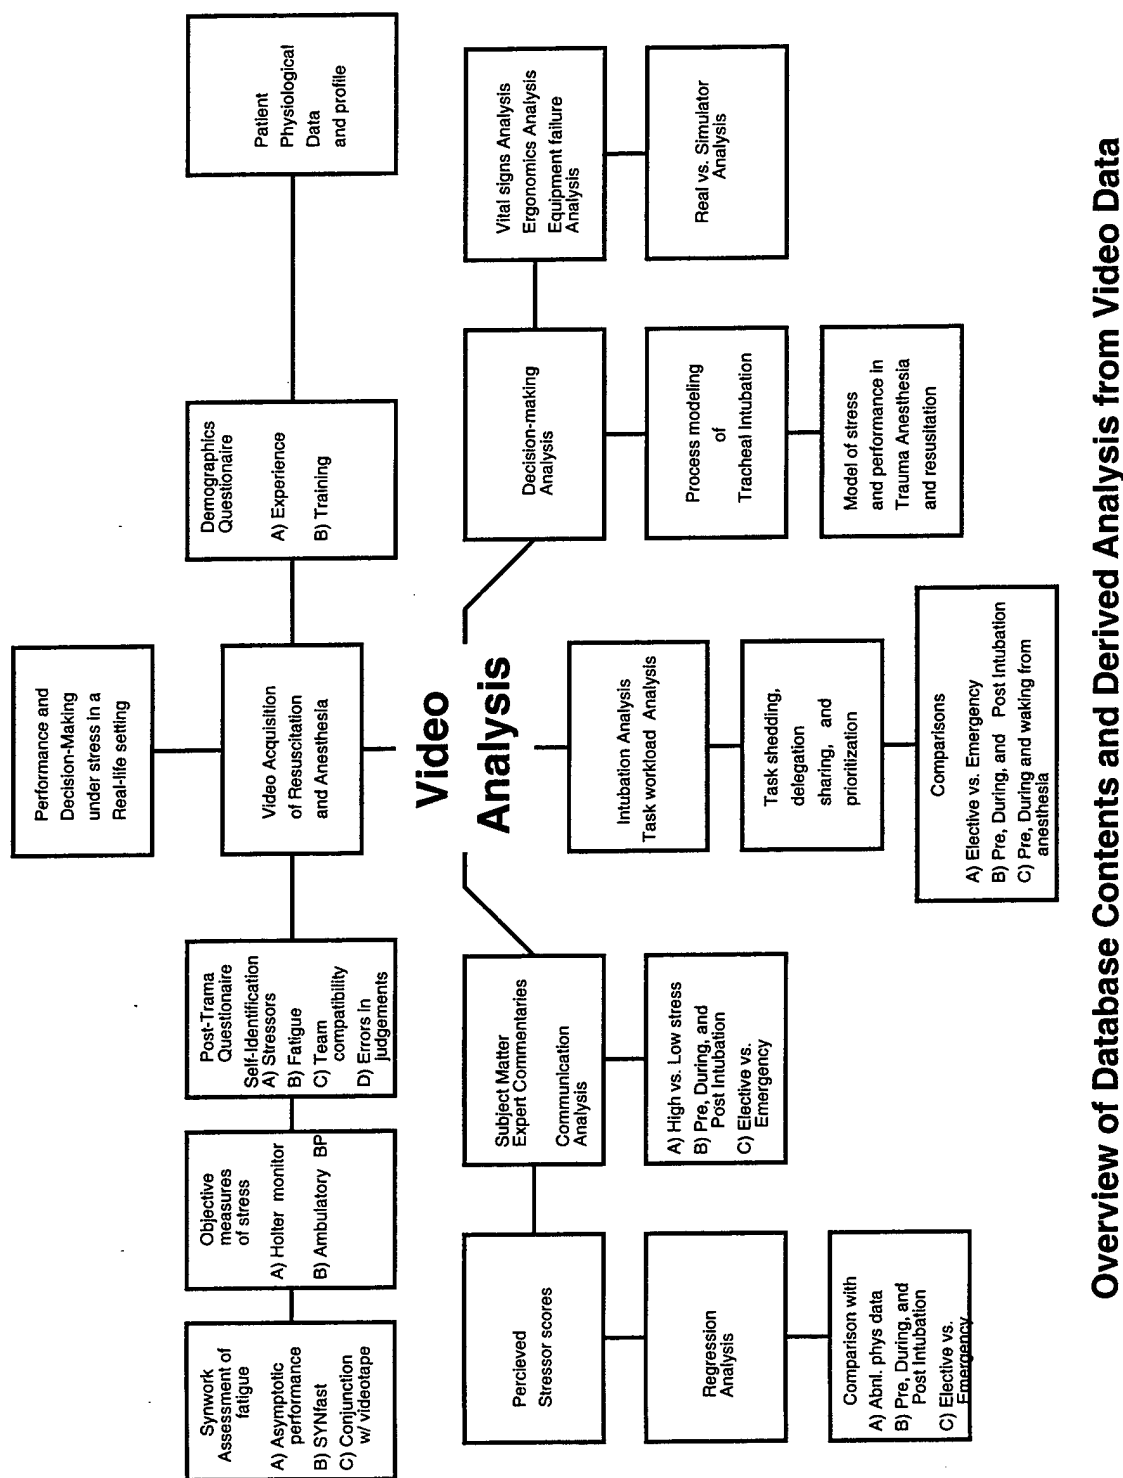 Performance and
Decision-Making
under stress in a
Real-life setting
Synwork
Assessment of
fatigue
A) Asymptotic
performance
B) SYNfast
C) Conjunction
w/ videotape
Objective
measures
of stress
A) Holter monitor
B) Ambulatory BP
Post-Trama
Questionaire
Self-Identification
A) Stressors
B) Fatigue
C) Team
compatibility
D) Errors in
judgements
Video Acquisition
of Resuscitation
and Anesthesia
Demographics
Questionaire
A) Experience
B) Training
Patient
Physiological
Data
and profile
Video
Analysis
Percieved
Stressor scores
Subject Matter
Expert Commentaries
Communication
Analysis
Intubation Analysis
Task workload Analysis
Decision-making
Analysis
Vital signs Analysis
Ergonomics Analysis
Equipment failure
Analysis
Regression
Analysis
A) High vs. Low stress
B) Pre, During, and
Post Intubation
C) Elective vs.
Emergency
Task shedding,
delegation
sharing, and
prioritization
Process modeling
of
Tracheal Intubation
Real vs. Simulator
Analysis
Comparison with
A) Abnl. phys data
B) Pre, During, and
Post Intubation
C) Elective vs.
Emergency
Comparisons
A) Elective vs. Emergency
B) Pre, During, and Post Intubation
C) Pre, During and waking from
anesthesia
Model of stress
and performance in
Trauma Anesthesia
and resusitation
Overview of Database Contents and Derived Analysis from Video Data